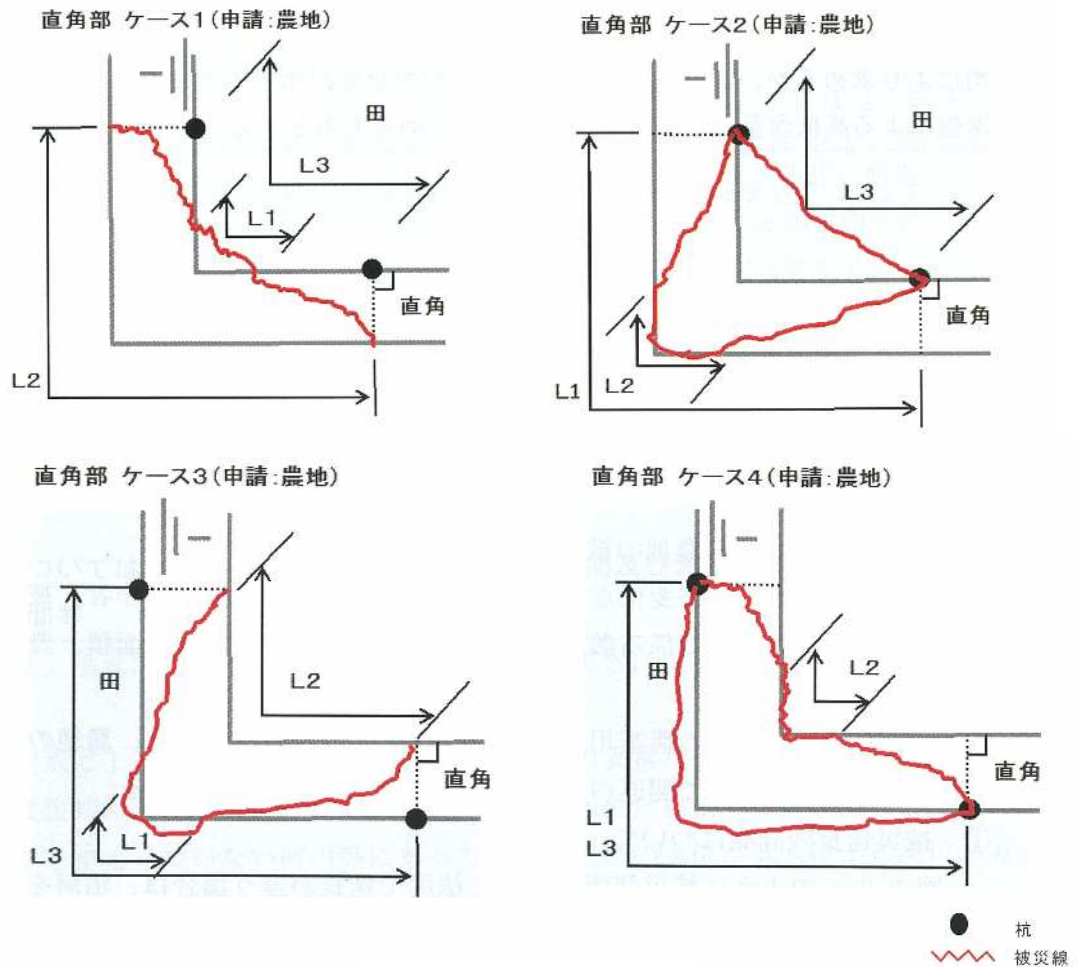 直角部 ケース1(申請:農地)
田
L3
L1
直角
L2
直角部 ケース2(申請:農地)
田
L3
直角
L2
L1
直角部 ケース3(申請:農地)
田
L2
直角
L1
L3
直角部 ケース4(申請:農地)
田
L2
直角
L1
L3
杭
被災線